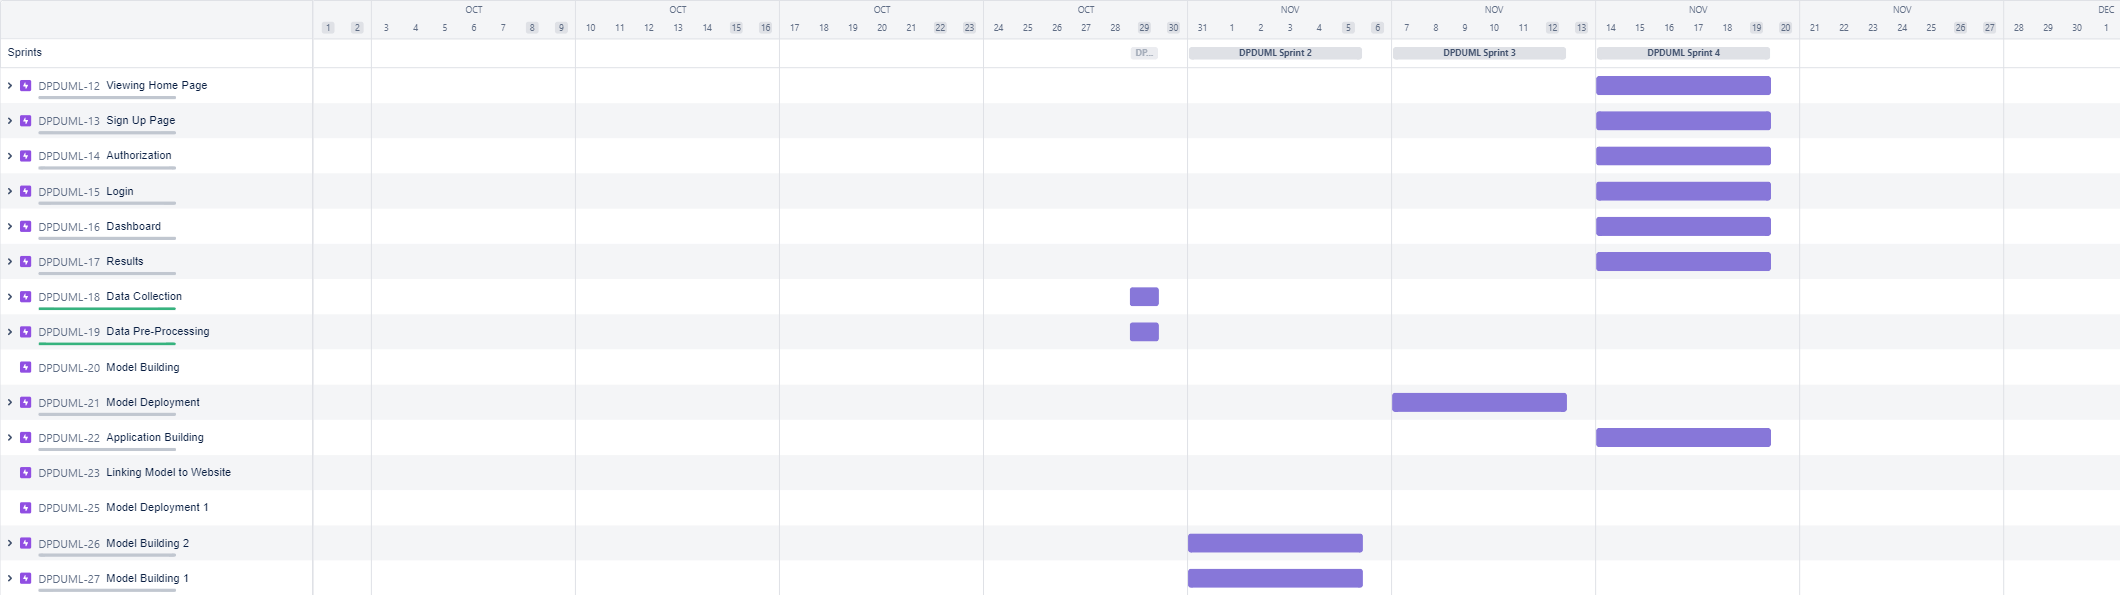 OCT OCT OCT OCT NOV NOV NOV NOV DEC
1 2 3 4 5 6 7 8 9 10 11 12 13 14 15 16 17 18 19 20 21 22 23 24 25 26 27 28 29 30 31 1 2 3 4 5 6 7 8 9 10 11 12 13 14 15 16 17 18 19 20 21 22 23 24 25 26 27 28 29 30 1
Sprints DP... DPDUML Sprint 2 DPDUML Sprint 3 DPDUML Sprint 4
DPDUML-12 Viewing Home Page
DPDUML-13 Sign Up Page
DPDUML-14 Authorization
DPDUML-15 Login
DPDUML-16 Dashboard
DPDUML-17 Results
DPDUML-18 Data Collection
DPDUML-19 Data Pre-Processing
DPDUML-20 Model Building
DPDUML-21 Model Deployment
DPDUML-22 Application Building
DPDUML-23 Linking Model to Website
DPDUML-25 Model Deployment 1
DPDUML-26 Model Building 2
DPDUML-27 Model Building 1